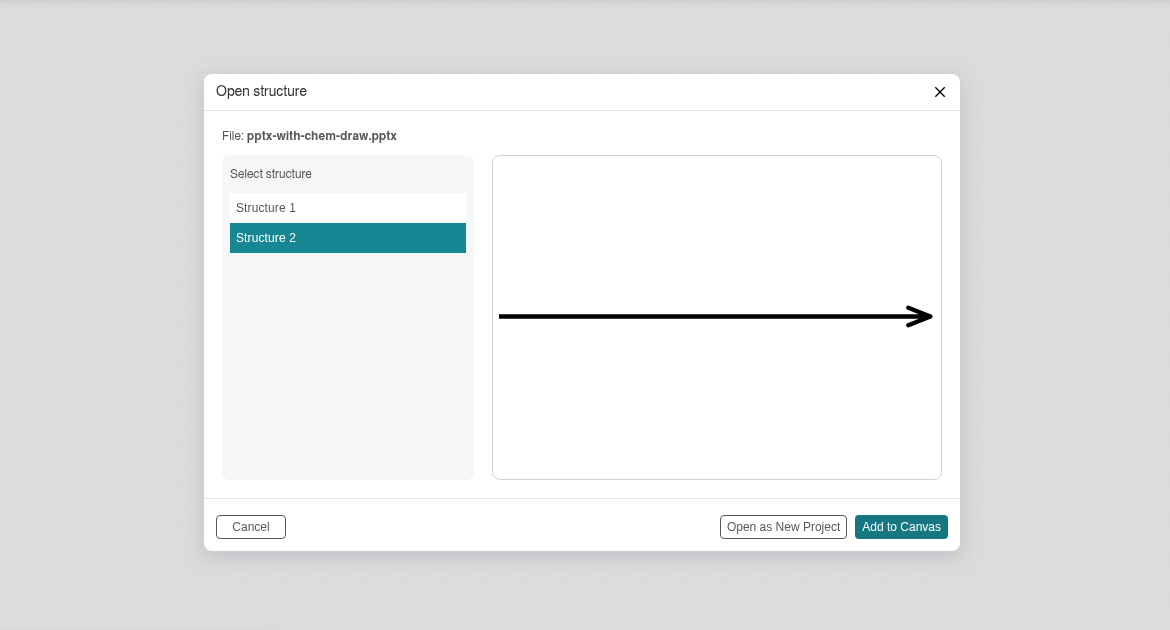 Open structure
File: pptx-with-chem-draw.pptx
Select structure
Structure 1
Structure 2
Cancel
Open as New Project
Add to Canvas